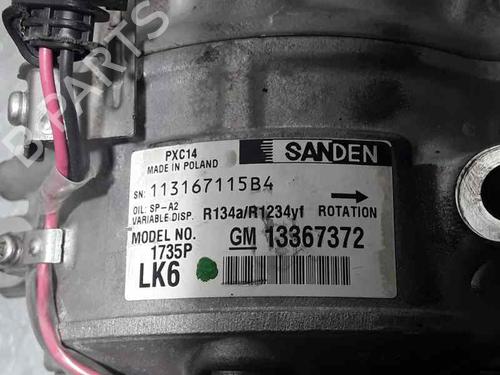 PXC14
MADE IN POLAND
SANDEN
SN: 113167115B4
OIL: SP-A2
VARIABLE DISP. R134a/R1234yf ROTATION
MODEL NO. GM 13367372
1735P
LK6
B-PARTS